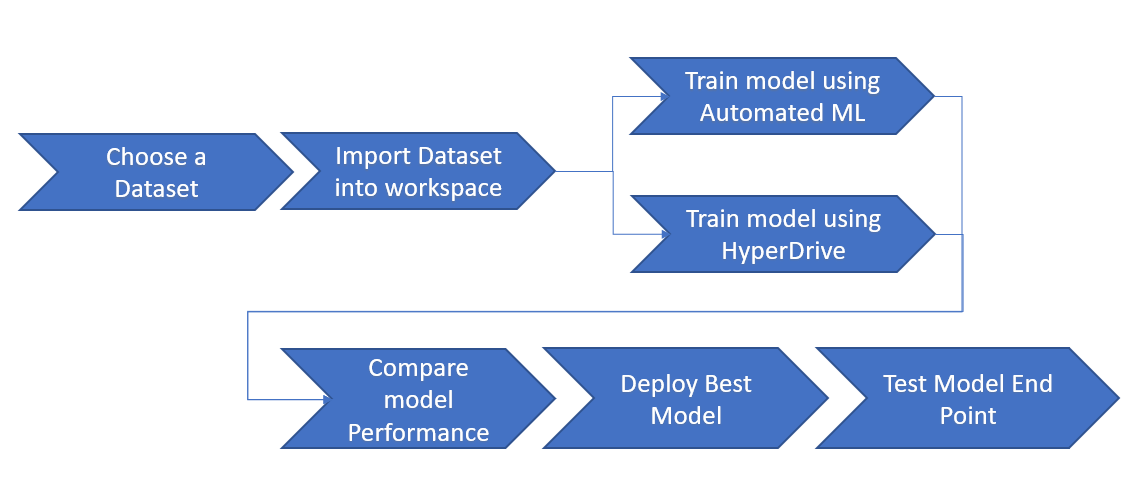 Choose a
Dataset
Import Dataset
into workspace
Train model using
Automated ML
Train model using
HyperDrive
Compare
model
Performance
Deploy Best
Model
Test Model End
Point